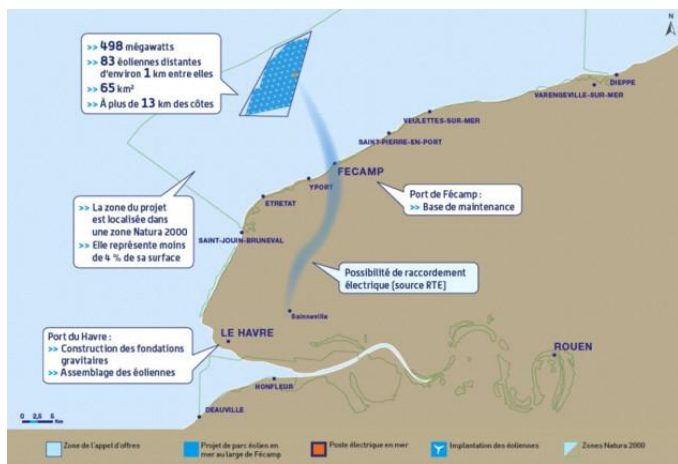 >> 498 mégawatts
>> 83 éoliennes distantes
d'environ 1 km entre elles
>> 65 km²
>> À plus de 13 km des côtes
N
DIEPPE
VARENGEVILLE-SUR-MER
VEULETTES-SUR-MER
SAINT-PIERRE-EN-PORT
FECAMP
YPORT
ETRETAT
Port de Fécamp :
>> Base de maintenance
>> La zone du projet
est localisée dans
une zone Natura 2000
>> Elle représente moins
de 4 % de sa surface
SAINT-JOUIN-BRUNEVAL
Possibilité de raccordement
électrique (source RTE)
Sainneville
Port du Havre :
>> Construction des fondations
gravitaires
>> Assemblage des éoliennes
LE HAVRE
ROUEN
HONFLEUR
DEAUVILLE
0 2,5 5
Km
Zone de l'appel d'offres
Projet de parc éolien en
mer au large de Fécamp
Poste électrique en mer
Implantation des éoliennes
Zones Natura 2000